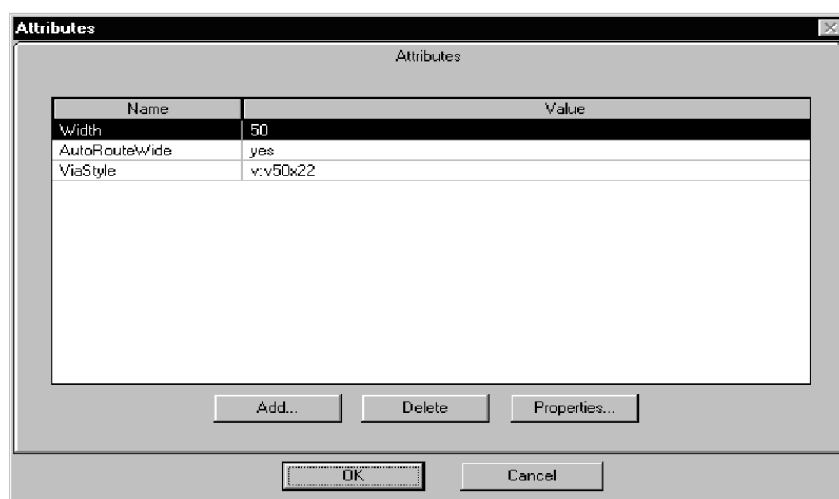 Attributes
Attributes
Name Value
Width 50
AutoRouteWide yes
ViaStyle v:v50x22
Add... Delete Properties...
OK Cancel